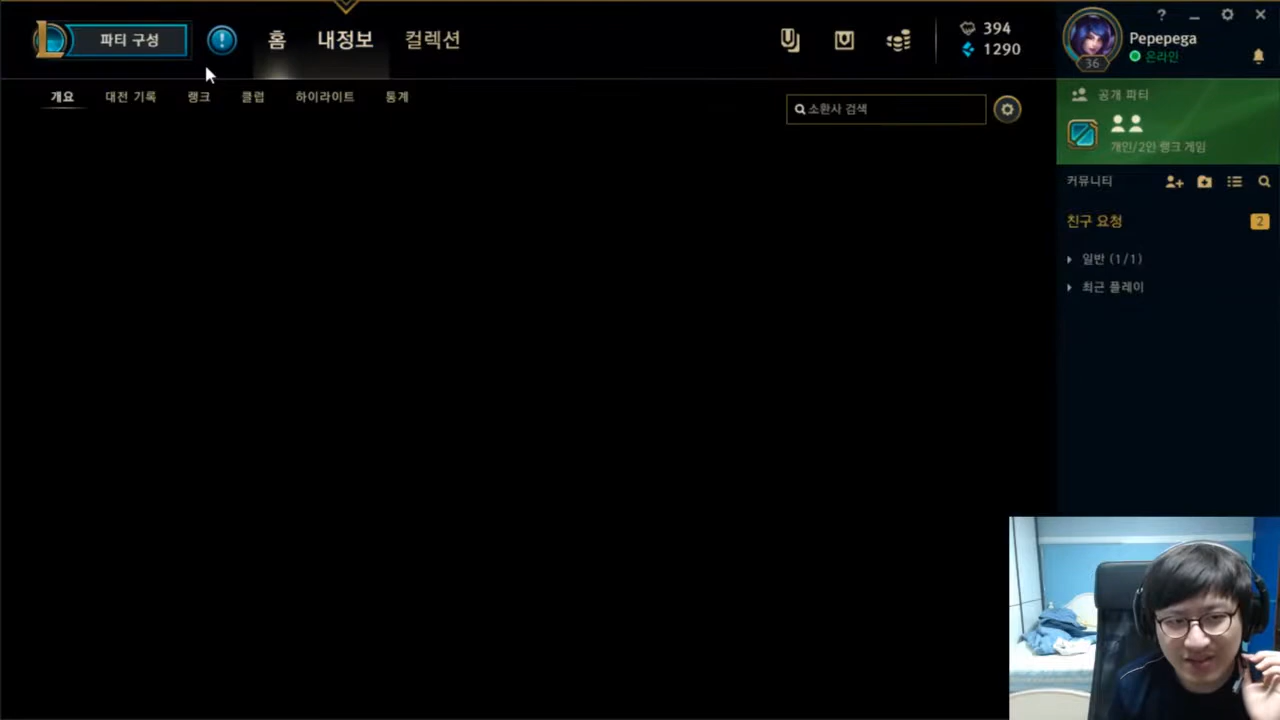 파티 구성
홈
내정보
컬렉션
394
1290
?
Pepepega
36
온라인
개요
대전 기록
랭크
클럽
하이라이트
통계
소환사 검색
공개 파티
개인/2인 랭크 게임
커뮤니티
친구 요청
2
일반 (1/1)
최근 플레이